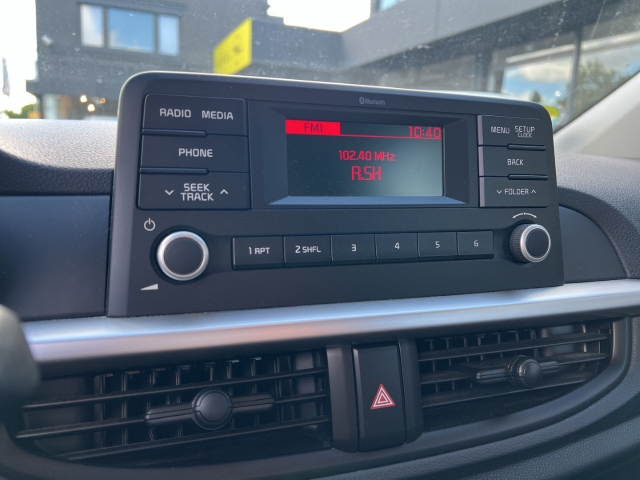 Bluetooth
RADIO MEDIA
FM1 10:40
MENU SETUP
CLOCK
PHONE
102.40 MHz
R.SH
BACK
SEEK
TRACK
FOLDER
1 RPT 2 SHFL 3 4 5 6